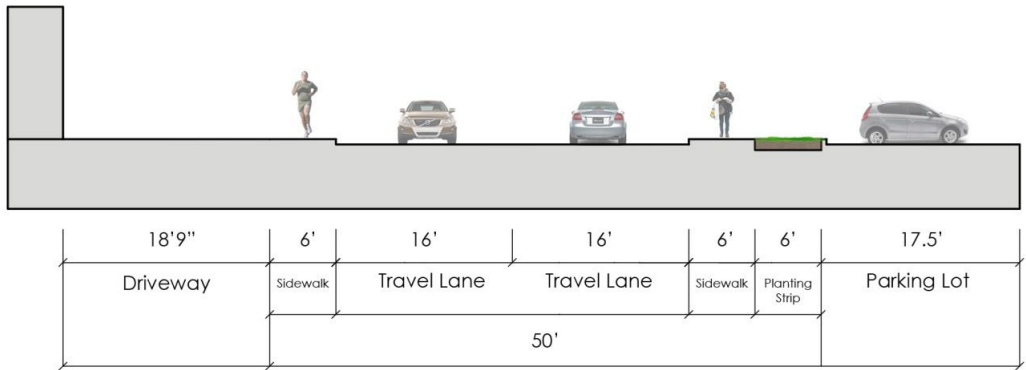 18'9" 6' 16' 16' 6' 6' 17.5'
Driveway Sidewalk Travel Lane Travel Lane Sidewalk Planting Strip Parking Lot
50'